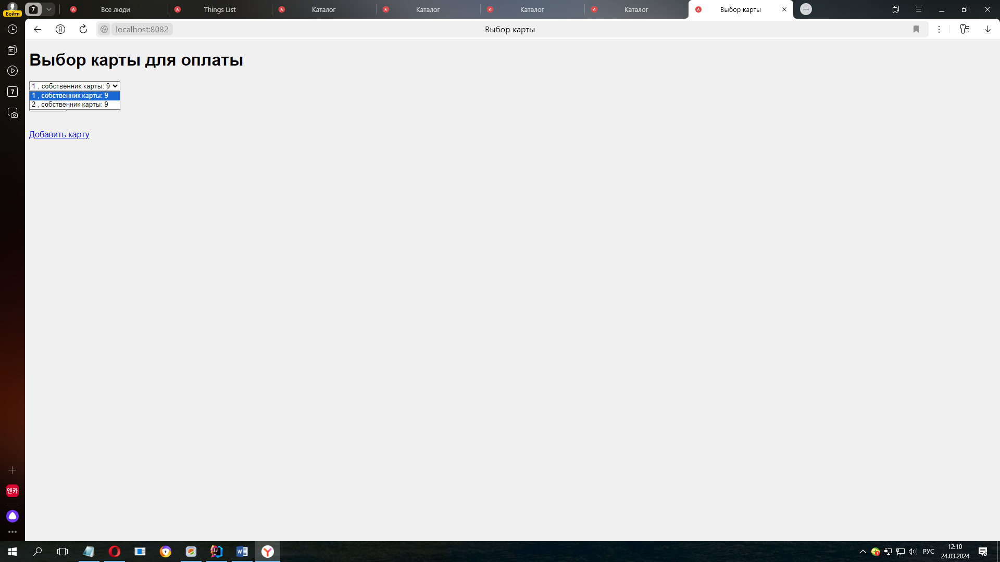 Войти
7
Все люди
Things List
Каталог
Каталог
Каталог
Каталог
Выбор карты
Я
localhost:8082
Выбор карты
7
Выбор карты для оплаты
1 , собственник карты: 9
1 , собственник карты: 9
2 , собственник карты: 9
Добавить карту
엔카
РУС
12:10
24.03.2024